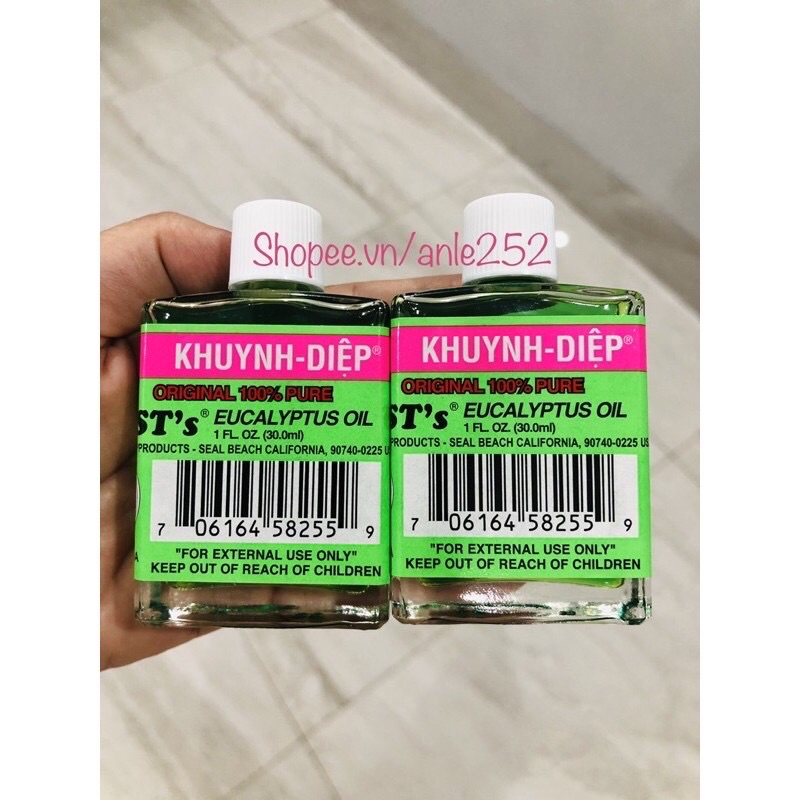 Shopee.vn/anle252
KHUYNH-DIỆP®
ORIGINAL 100% PURE
ST's® EUCALYPTUS OIL
1 FL. OZ. (30.0ml)
PRODUCTS - SEAL BEACH CALIFORNIA, 90740-0225 US
7 06164 58255 9
"FOR EXTERNAL USE ONLY"
KEEP OUT OF REACH OF CHILDREN
KHUYNH-DIỆP®
ORIGINAL 100% PURE
ST's® EUCALYPTUS OIL
1 FL. OZ. (30.0ml)
PRODUCTS - SEAL BEACH CALIFORNIA, 90740-0225 US
7 06164 58255 9
"FOR EXTERNAL USE ONLY"
KEEP OUT OF REACH OF CHILDREN